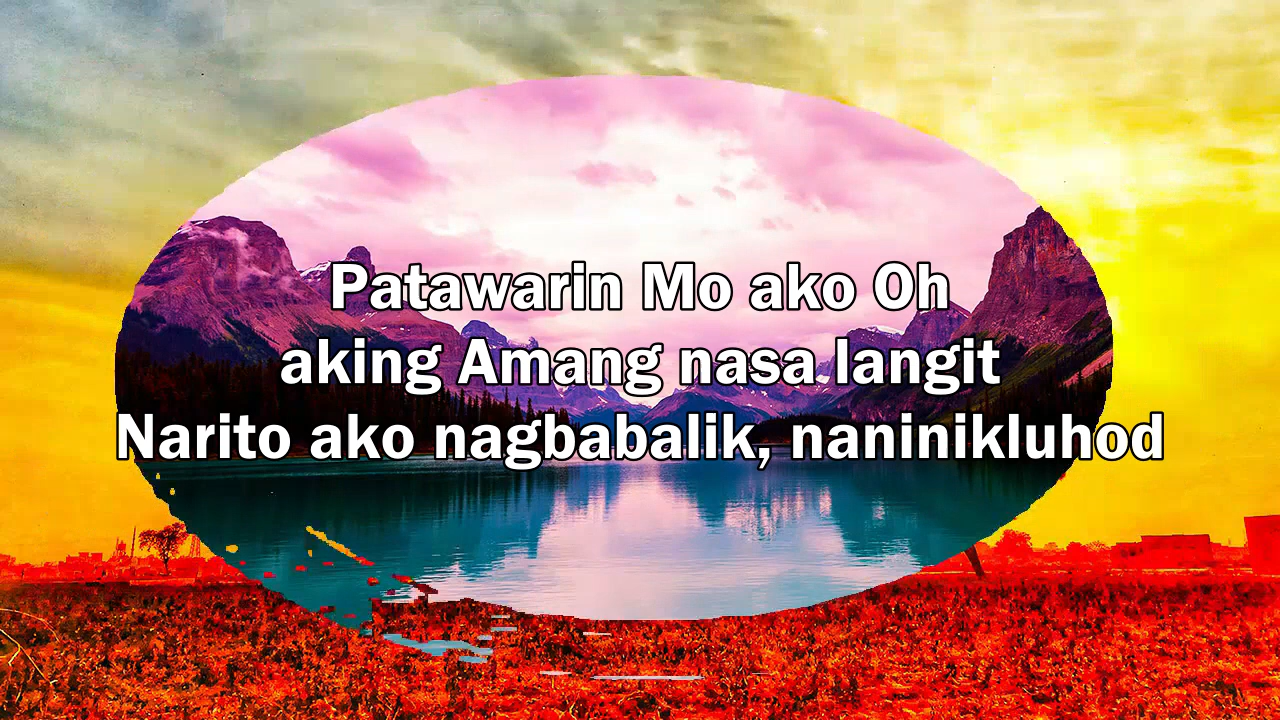 Patawarin Mo ako Oh
aking Amang nasa langit
Narito ako nagbabalik, naninikluhod